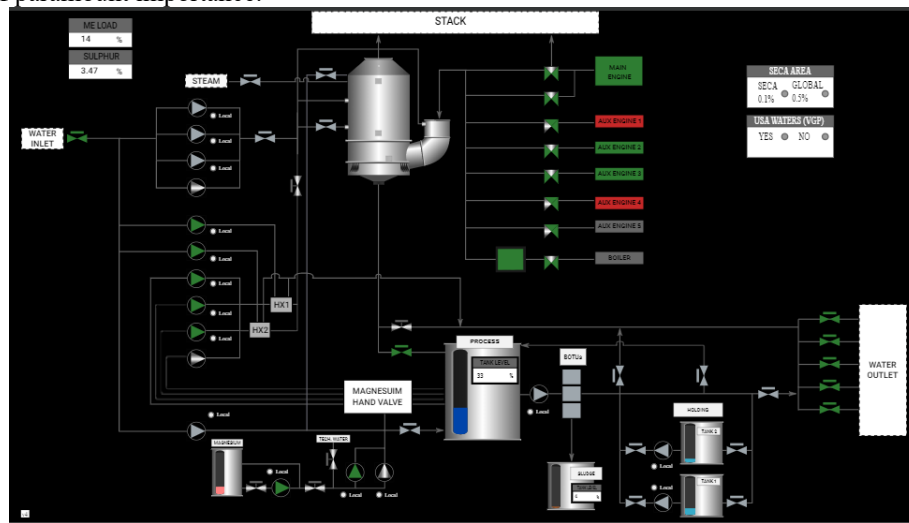 paramount importance.
STACK
ME LOAD
14 %
SULPHUR
3.47 %
STEAM
MAIN
ENGINE
SECA AREA
SECA GLOBAL
0.1% 0.5%
USA WATERS (VGP)
YES NO
Local
Local
Local
WATER
INLET
AUX ENGINE 1
AUX ENGINE 2
AUX ENGINE 3
AUX ENGINE 4
AUX ENGINE 5
BOILER
Local
Local
Local
Local
Local
HX1
HX2
PROCESS
TANK LEVEL
33 %
BOTUs
WATER
OUTLET
MAGNESUIM
HAND VALVE
Local
Local
HOLDING
TANK 2
MAGNESIUM
TECH. WATER
Local
Local
Local
Local
SLUDGE
TANK LEVEL
%
Local
TANK 1
Local